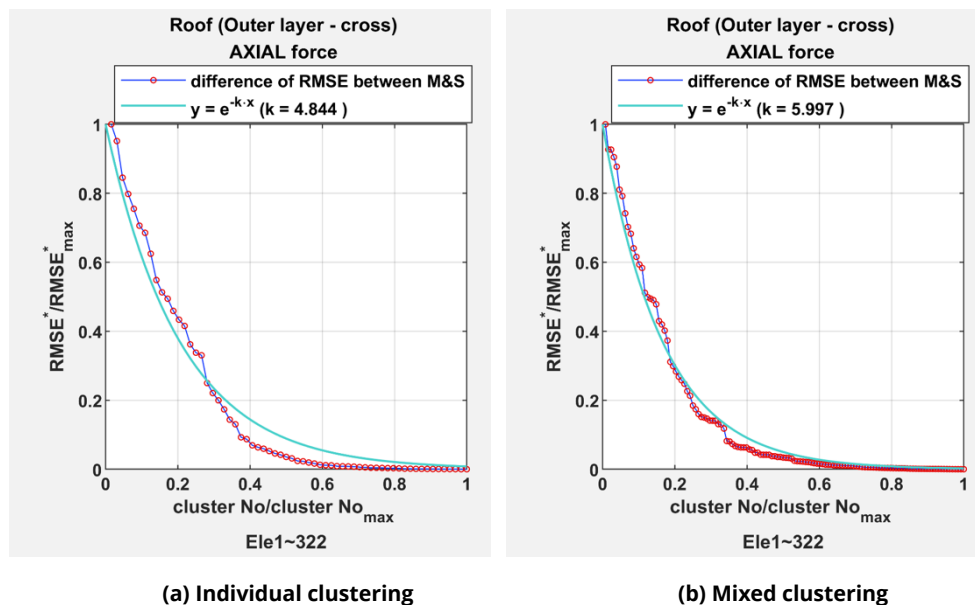 Roof (Outer layer - cross)
AXIAL force
difference of RMSE between M&S
y = e^-k·x (k = 4.844 )
1
0.8
0.6
0.4
0.2
0
RMSE*/RMSE*max
0 0.2 0.4 0.6 0.8 1
cluster No/cluster Nomax
Ele1~322
(a) Individual clustering
Roof (Outer layer - cross)
AXIAL force
difference of RMSE between M&S
y = e^-k·x (k = 5.997 )
1
0.8
0.6
0.4
0.2
0
RMSE*/RMSE*max
0 0.2 0.4 0.6 0.8 1
cluster No/cluster Nomax
Ele1~322
(b) Mixed clustering